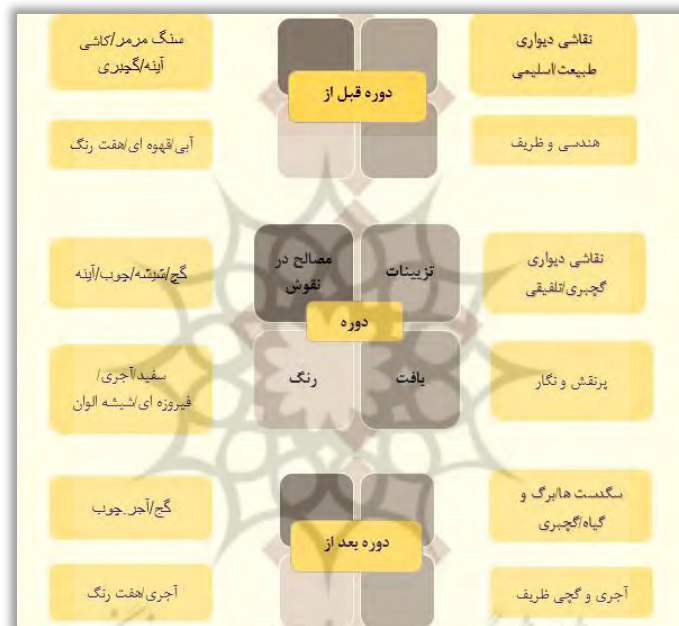 نقاشی دیواری
طبیعت/اسلیمی
سنگ مرمر/کاشی
آینه/گچبری
دوره قبل از
هندسی و ظریف
آبی/قهوه ای/هفت رنگ
نقاشی دیواری
گچبری/تلفیقی
تزیینات
مصالح در
نقوش
گچ/شیشه/چوب/آینه
دوره
پرنقش و نگار
بافت
رنگ
سفید/آجری/
فیروزه ای/شیشه الوان
سگدست ها/برگ و
گیاه/گچبری
گچ/آجر.چوب
دوره بعد از
آجری و گچی ظریف
آجری/هفت رنگ